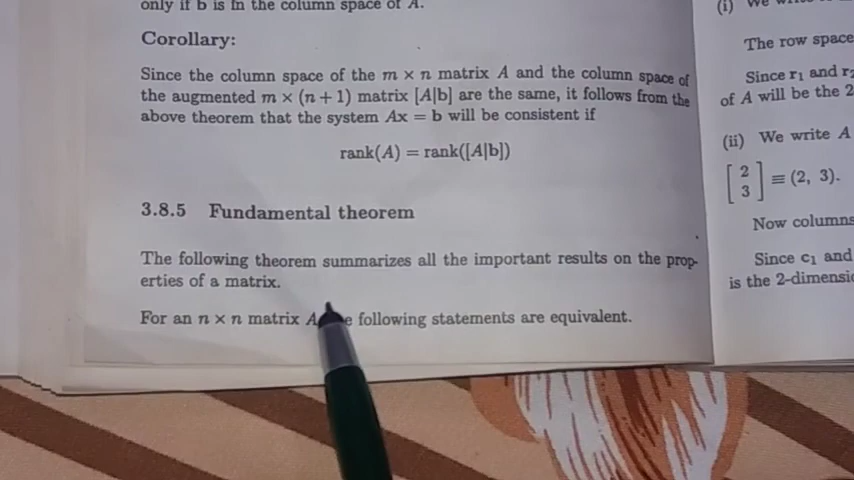 only if b is in the column space of A.
Corollary:
Since the column space of the m × n matrix A and the column space of
the augmented m × (n + 1) matrix [A|b] are the same, it follows from the
above theorem that the system Ax = b will be consistent if
rank(A) = rank([A|b])
3.8.5 Fundamental theorem
The following theorem summarizes all the important results on the prop-
erties of a matrix.
For an n × n matrix A following statements are equivalent.
(i) We
The row space
Since r₁ and
of A will be the 2
(ii) We write A
[2 3] ≡ (2, 3).
Now columns
Since c₁ and
is the 2-dimensi